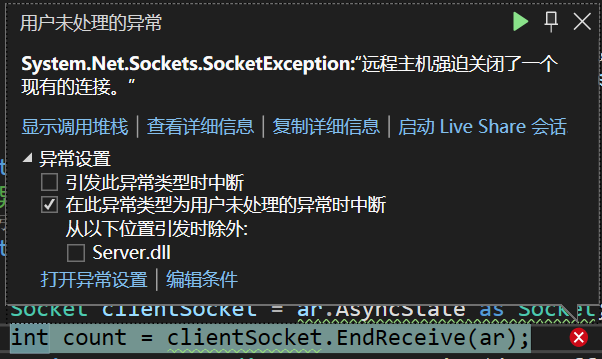 用户未处理的异常
System.Net.Sockets.SocketException:“远程主机强迫关闭了一个
现有的连接。”
显示调用堆栈 | 查看详细信息 | 复制详细信息 | 启动 Live Share 会话
异常设置
引发此异常类型时中断
在此异常类型为用户未处理的异常时中断
从以下位置引发时除外:
Server.dll
打开异常设置 | 编辑条件
Socket clientSocket = ar.AsyncState as Socket
int count = clientSocket.EndReceive(ar);